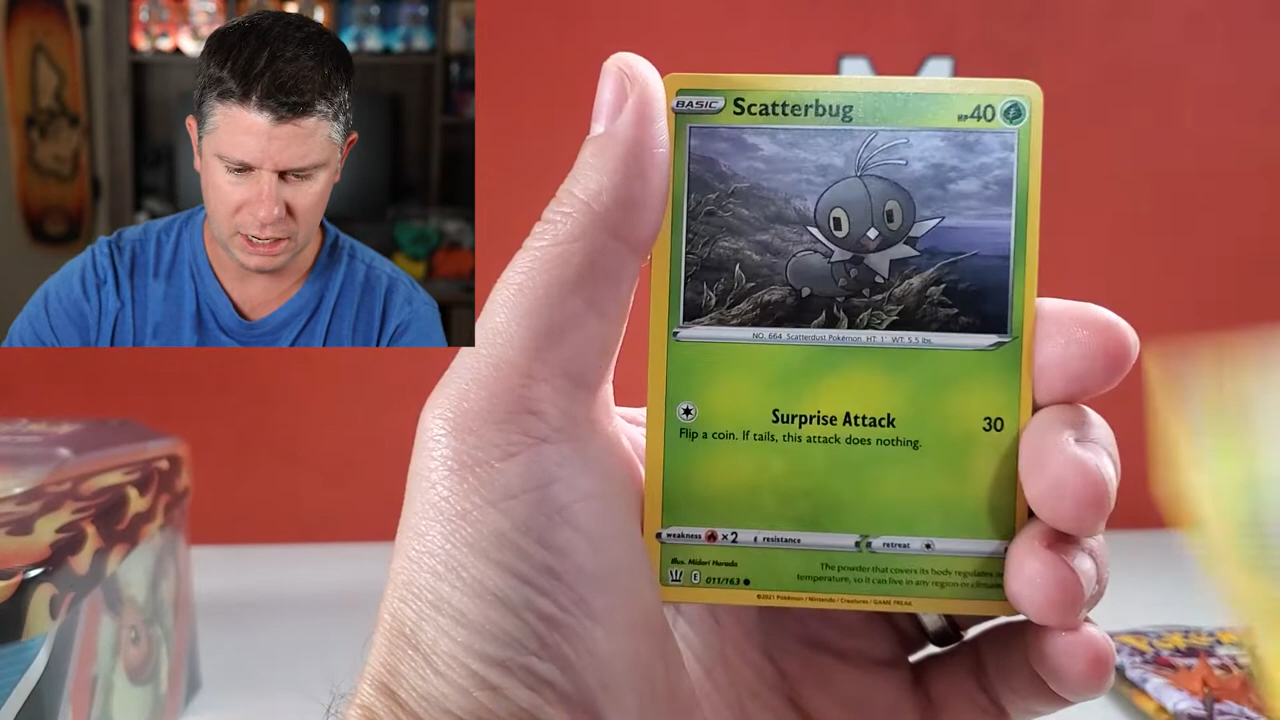 BASIC Scatterbug HP 40
NO. 664 Scatterdust Pokémon HT: 1' WT: 5.5 lbs.
Surprise Attack 30
Flip a coin. If tails, this attack does nothing.
weakness ×2 resistance retreat
Illus. Midori Harada
The powder that covers its body regulates
temperature, so it can live in any region or climate.
E 011/163
©2021 Pokémon / Nintendo / Creatures / GAME FREAK
M